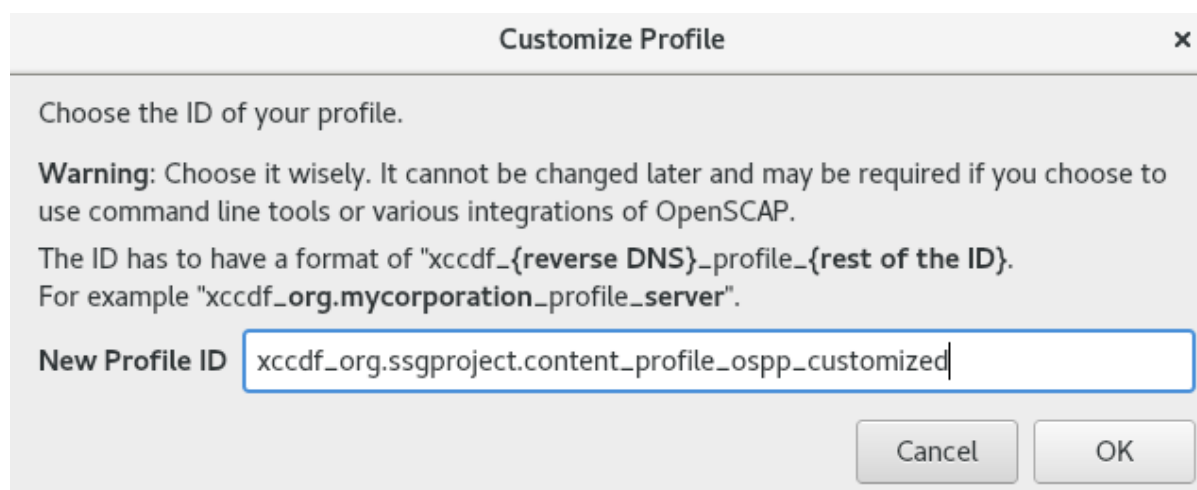 Customize Profile ×
Choose the ID of your profile.
Warning: Choose it wisely. It cannot be changed later and may be required if you choose to
use command line tools or various integrations of OpenSCAP.
The ID has to have a format of "xccdf_{reverse DNS}_profile_{rest of the ID}.
For example "xccdf_org.mycorporation_profile_server".
New Profile ID xccdf_org.ssgproject.content_profile_ospp_customized
Cancel OK